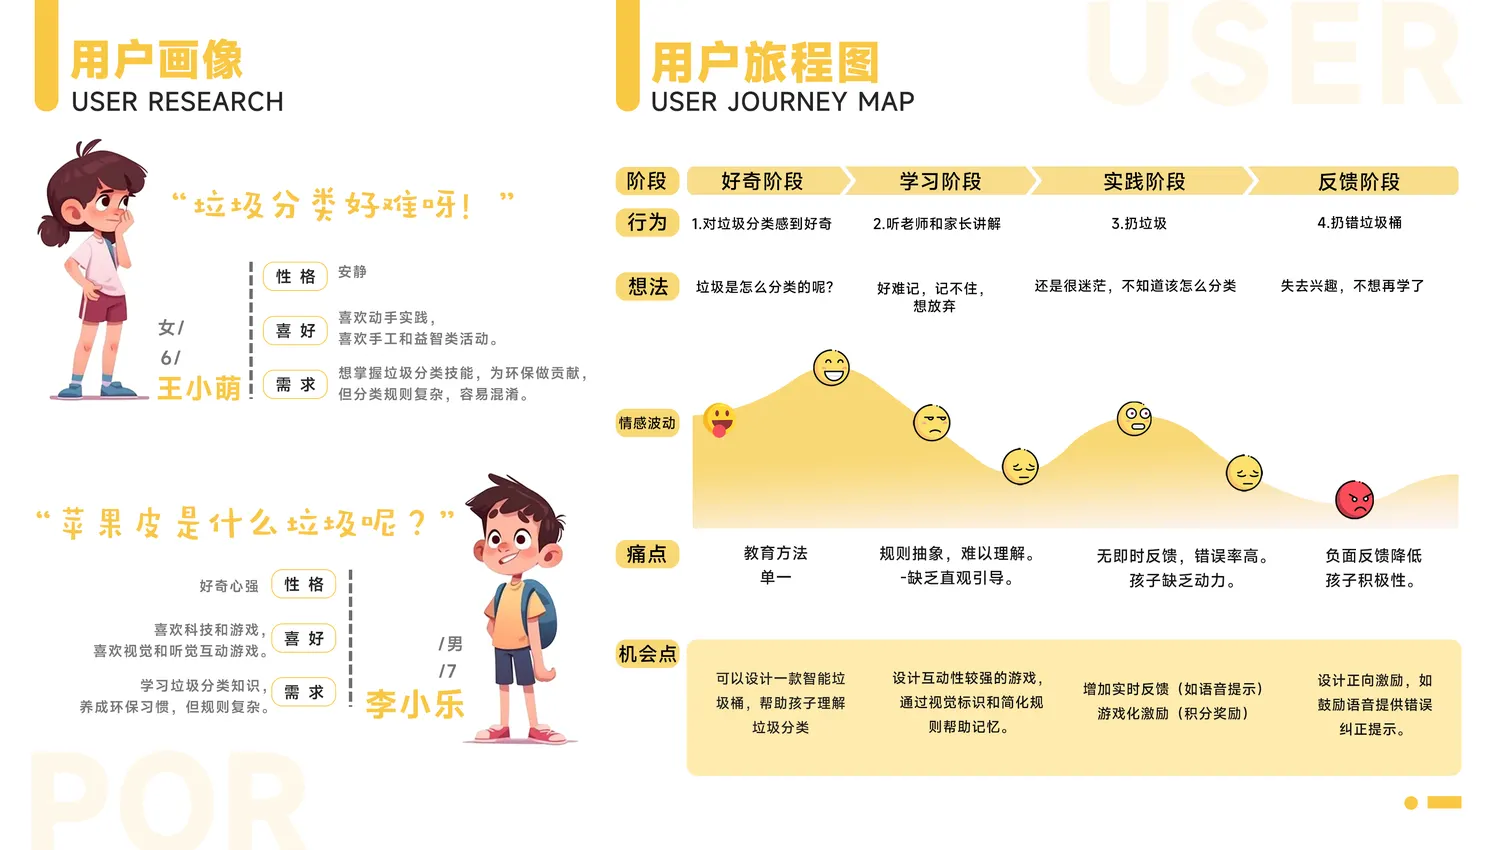 用户画像
USER RESEARCH
“垃圾分类好难呀！”
性 格
安静
喜 好
喜欢动手实践，
喜欢手工和益智类活动。
需 求
想掌握垃圾分类技能，为环保做贡献，
但分类规则复杂，容易混淆。
女/
6/
王小萌
“苹果皮是什么垃圾呢？”
好奇心强
性 格
喜欢科技和游戏，
喜欢视觉和听觉互动游戏。
喜 好
学习垃圾分类知识，
养成环保习惯，但规则复杂。
需 求
/男
/7
李小乐
POR
USER
用户旅程图
USER JOURNEY MAP
阶段
好奇阶段
学习阶段
实践阶段
反馈阶段
行为
1.对垃圾分类感到好奇
2.听老师和家长讲解
3.扔垃圾
4.扔错垃圾桶
想法
垃圾是怎么分类的呢?
好难记，记不住，
想放弃
还是很迷茫，不知道该怎么分类
失去兴趣，不想再学了
情感波动
痛点
教育方法
单一
规则抽象，难以理解。
-缺乏直观引导。
无即时反馈，错误率高。
孩子缺乏动力。
负面反馈降低
孩子积极性。
机会点
可以设计一款智能垃
圾桶，帮助孩子理解
垃圾分类
设计互动性较强的游戏，
通过视觉标识和简化规
则帮助记忆。
增加实时反馈（如语音提示）
游戏化激励（积分奖励）
设计正向激励，如
鼓励语音提供错误
纠正提示。